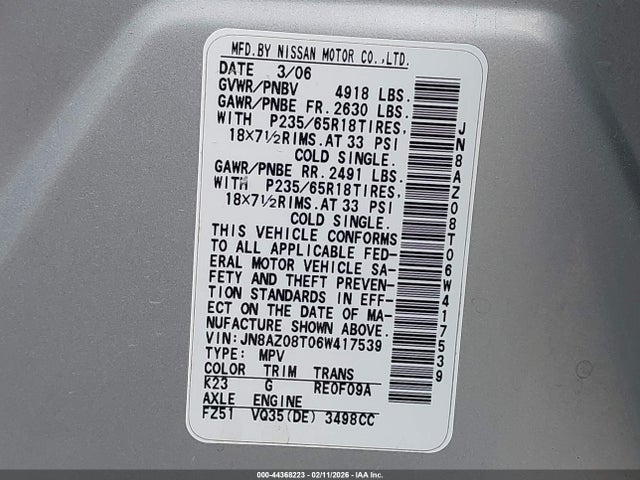 MFD.BY NISSAN MOTOR CO.,LTD.
DATE 3/06
GVWR/PNBV 4918 LBS.
GAWR/PNBE FR. 2630 LBS.
WITH P235/65R18TIRES,
18×7½RIMS.AT 33 PSI
COLD SINGLE.
GAWR/PNBE RR. 2491 LBS.
WITH P235/65R18TIRES,
18×7½RIMS.AT 33 PSI
COLD SINGLE.
THIS VEHICLE CONFORMS
TO ALL APPLICABLE FED-
ERAL MOTOR VEHICLE SA-
FETY AND THEFT PREVEN-
TION STANDARDS IN EFF-
ECT ON THE DATE OF MA-
NUFACTURE SHOWN ABOVE.
VIN:JN8AZ08T06W417539
TYPE: MPV
COLOR TRIM TRANS
K23 G RE0F09A
AXLE ENGINE
FZ51 VQ35(DE) 3498CC
JN8AZ08T06W417539
000-44368223 - 02/11/2026 - IAA Inc.